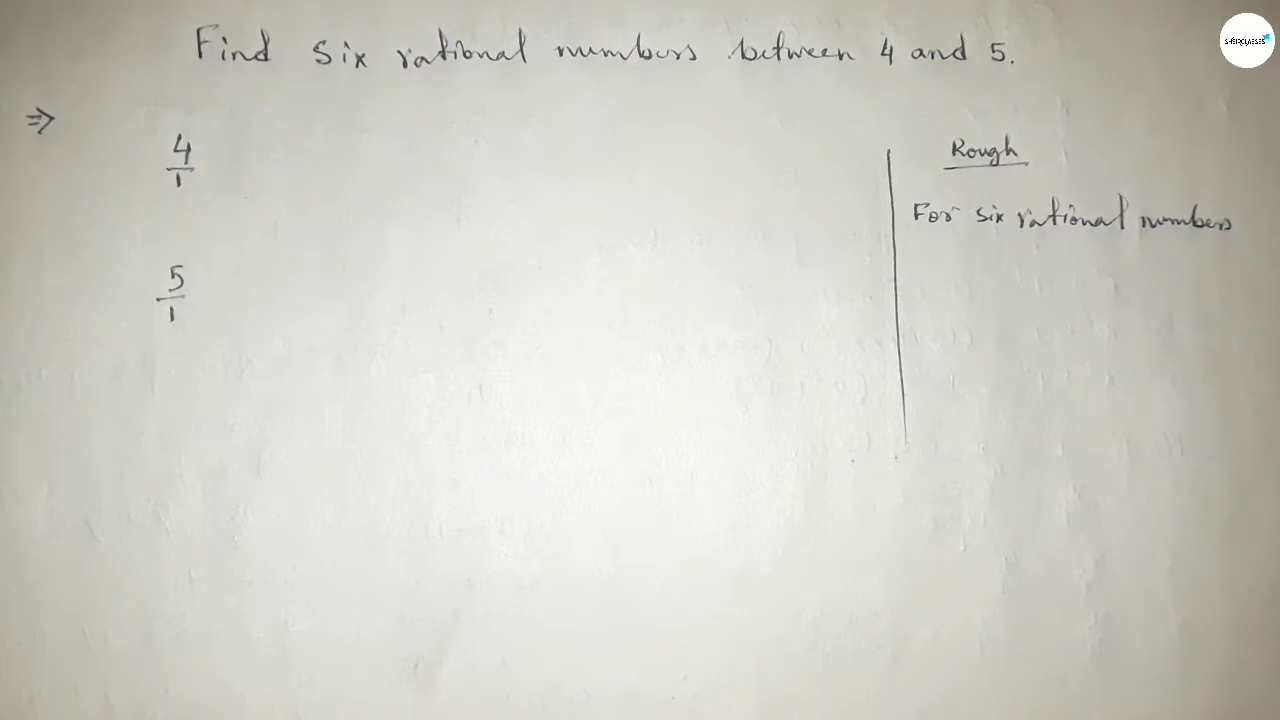 Find six rational numbers between 4 and 5.
⇒
4/1
5/1
Rough
For six rational numbers